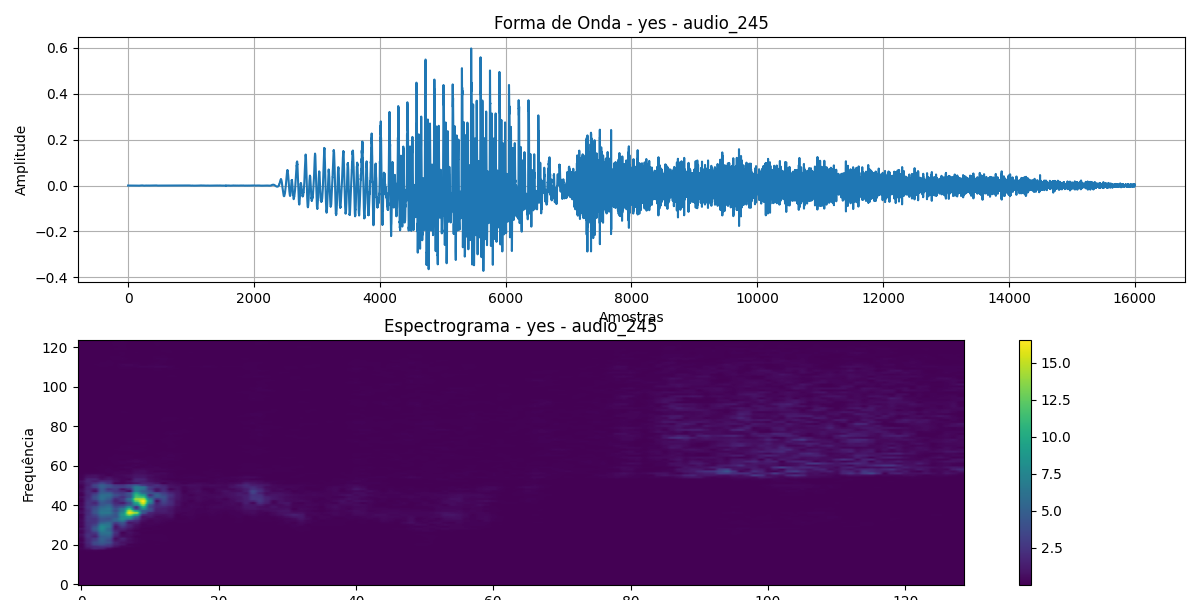 Forma de Onda - yes - audio_245
0.6
0.4
0.2
0.0
−0.2
−0.4
Amplitude
0 2000 4000 6000 8000 10000 12000 14000 16000
Amostras
Espectrograma - yes - audio_245
120
100
80
60
40
20
0
Frequência
0 20 40 60 80 100 120
15.0
12.5
10.0
7.5
5.0
2.5